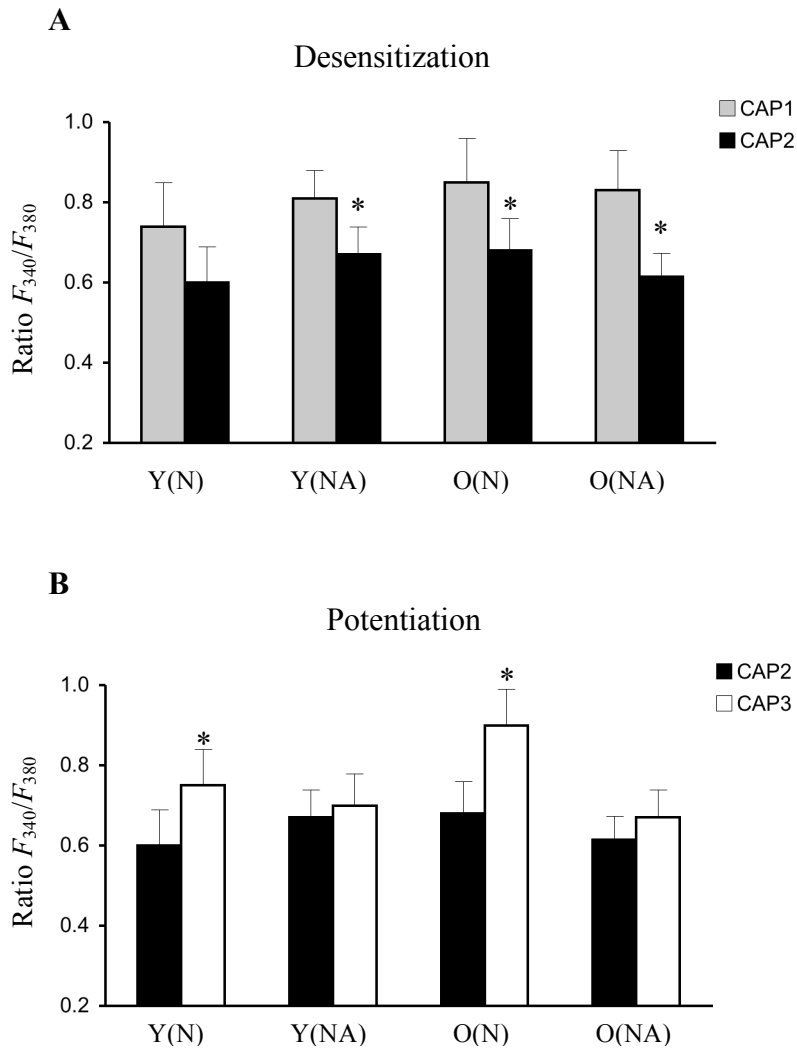 A
Desensitization
CAP1
CAP2
Ratio F340/F380
1.0
0.8
0.6
0.4
0.2
* * *
Y(N) Y(NA) O(N) O(NA)
B
Potentiation
CAP2
CAP3
Ratio F340/F380
1.0
0.8
0.6
0.4
0.2
* *
Y(N) Y(NA) O(N) O(NA)